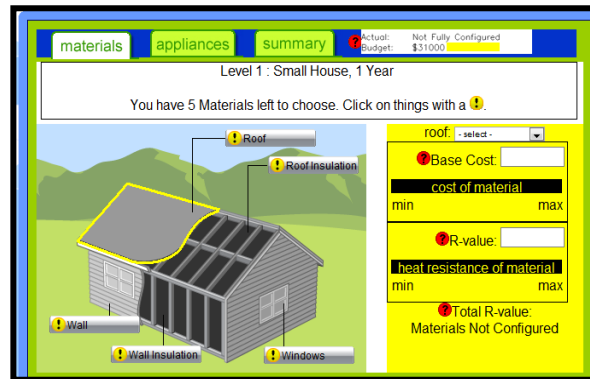 materials
appliances
summary
Actual: Not Fully Configured
Budget: $31000
Level 1 : Small House, 1 Year
You have 5 Materials left to choose. Click on things with a !.
! Roof
! Roof Insulation
! Wall
! Wall Insulation
! Windows
roof: - select -
? Base Cost:
cost of material
min max
? R-value:
heat resistance of material
min max
? Total R-value:
Materials Not Configured